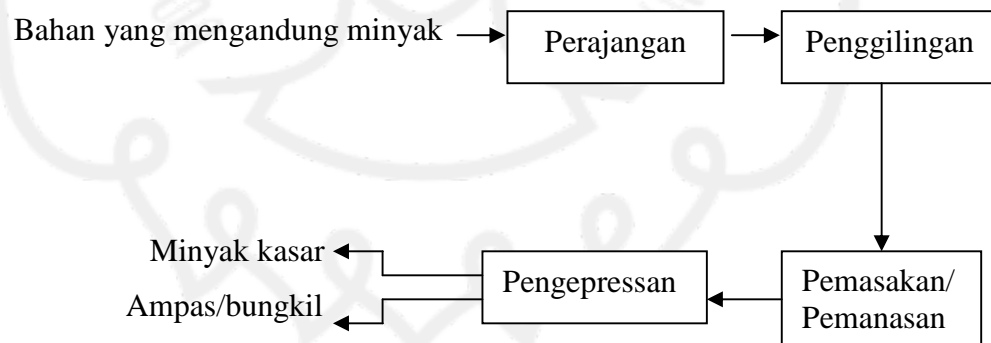 Bahan yang mengandung minyak
Perajangan
Penggilingan
Pemasakan/
Pemanasan
Pengepressan
Minyak kasar
Ampas/bungkil